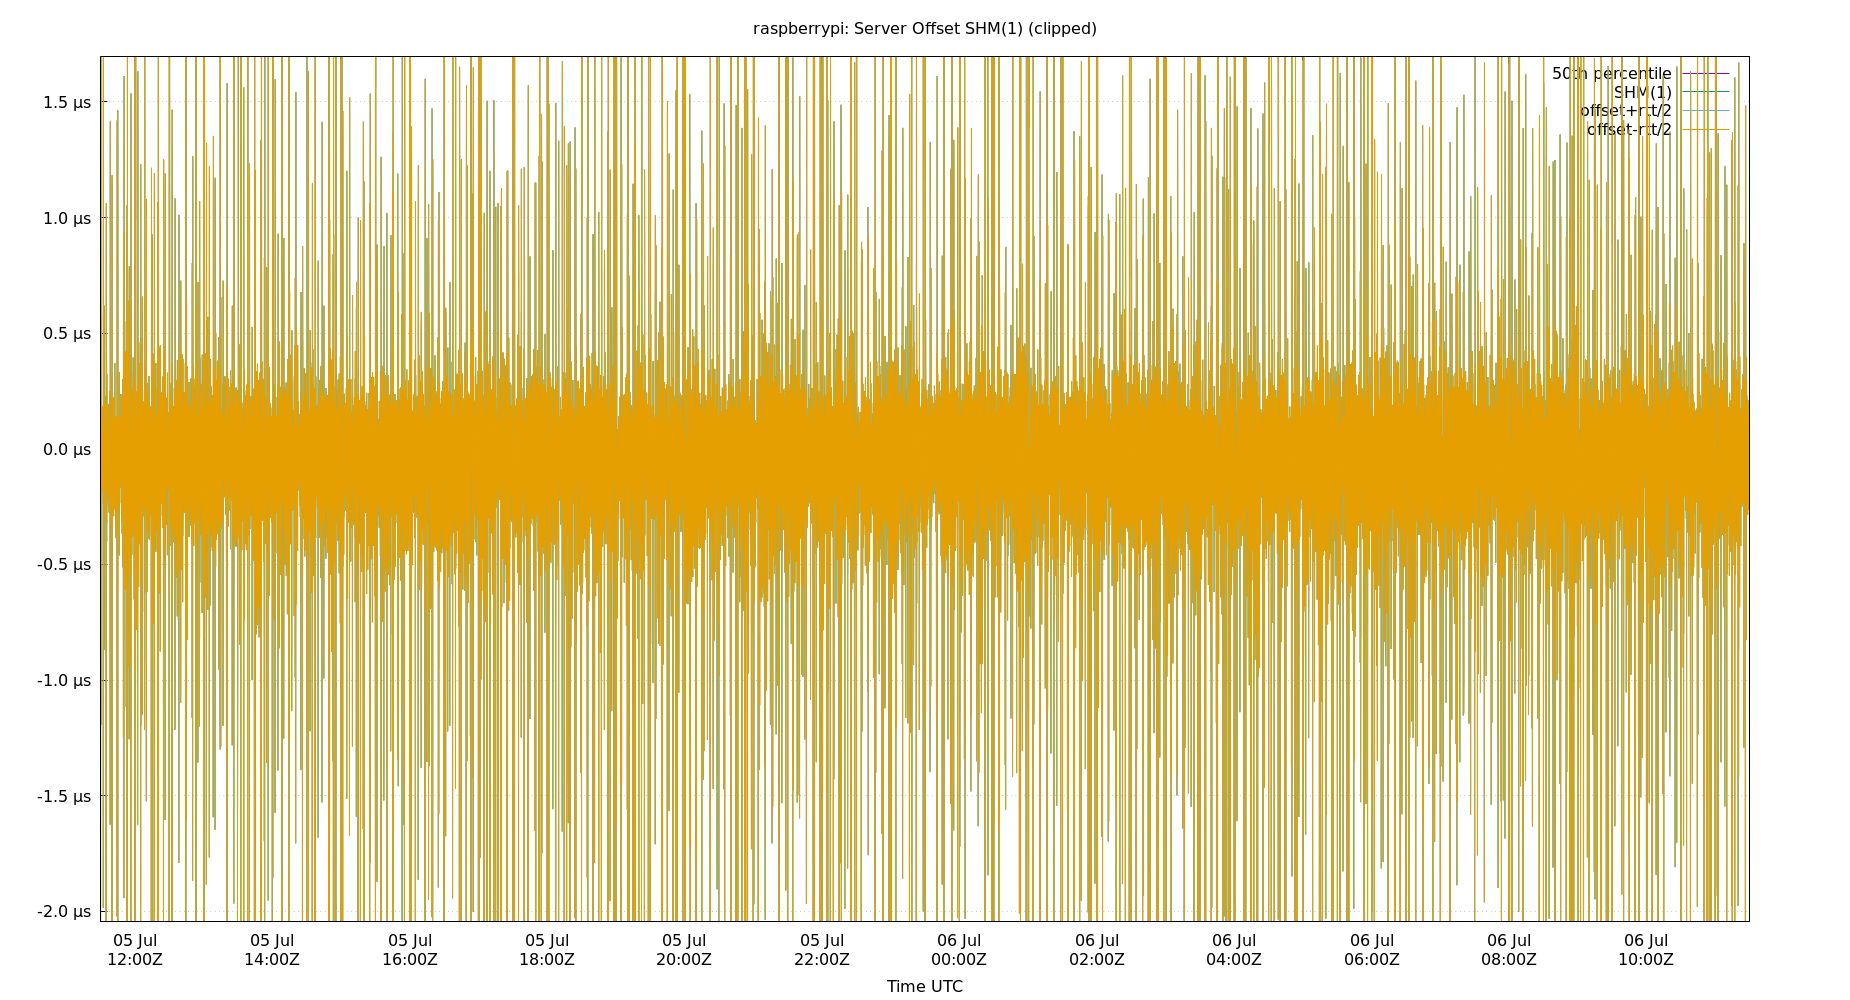 raspberrypi: Server Offset SHM(1) (clipped)
50th percentile
SHM(1)
offset+rtt/2
offset-rtt/2
1.5 µs
1.0 µs
0.5 µs
0.0 µs
-0.5 µs
-1.0 µs
-1.5 µs
-2.0 µs
05 Jul 05 Jul 05 Jul 05 Jul 05 Jul 05 Jul 06 Jul 06 Jul 06 Jul 06 Jul 06 Jul 06 Jul
12:00Z 14:00Z 16:00Z 18:00Z 20:00Z 22:00Z 00:00Z 02:00Z 04:00Z 06:00Z 08:00Z 10:00Z
Time UTC